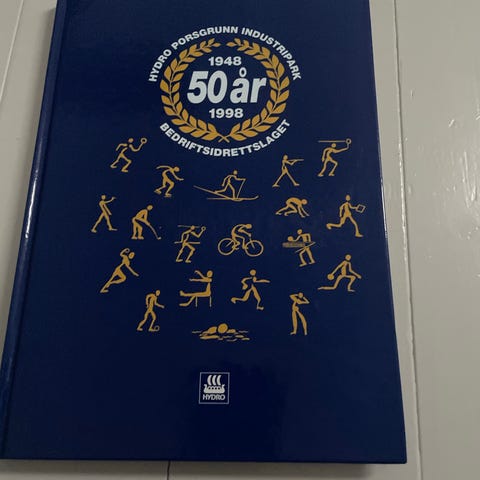 HYDRO PORSGRUNN INDUSTRIPARK
1948
50 år
1998
BEDRIFTSIDRETTSLAGET
HYDRO